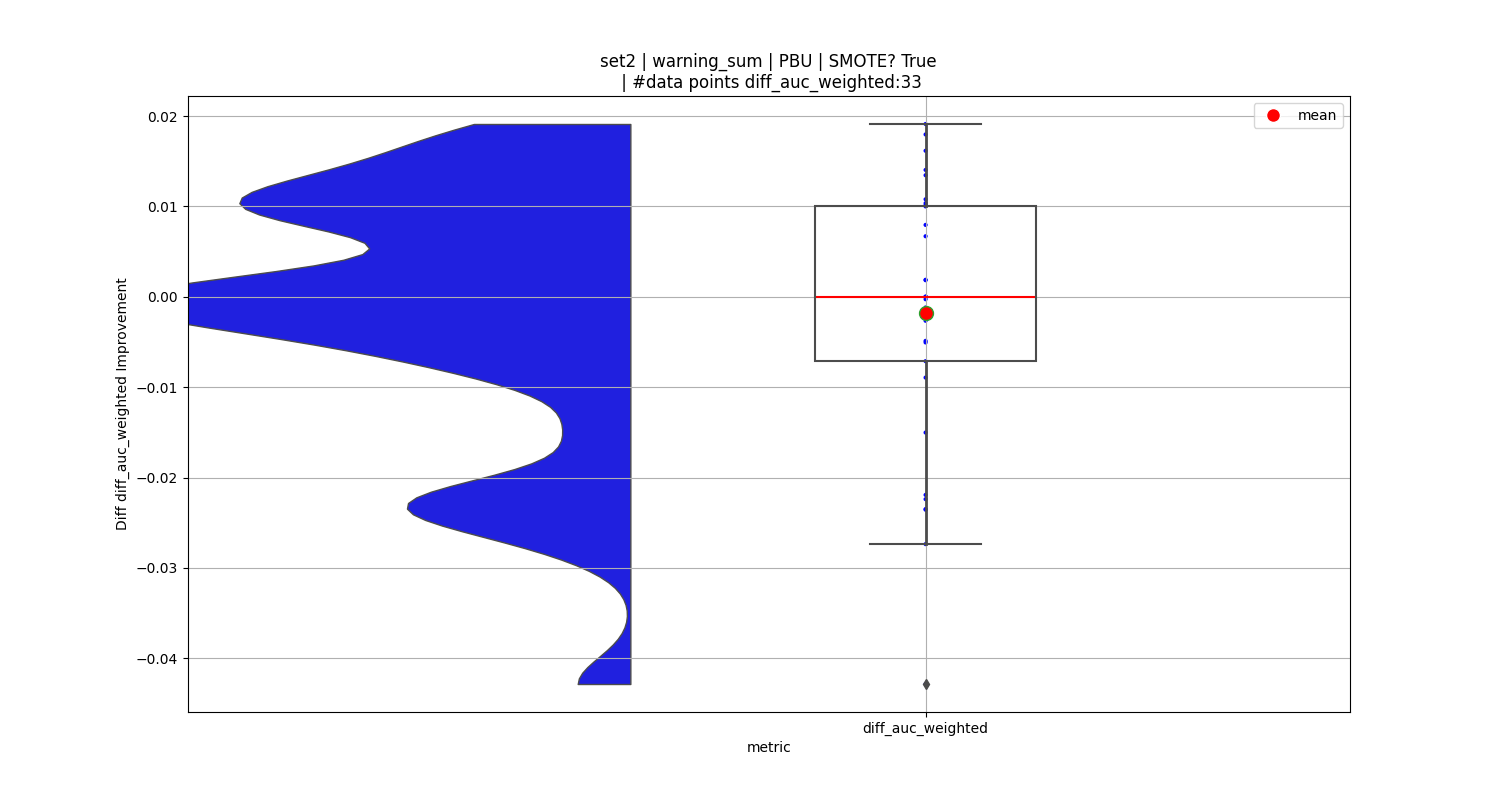 set2 | warning_sum | PBU | SMOTE? True
| #data points diff_auc_weighted:33
mean
0.02
0.01
0.00
−0.01
−0.02
−0.03
−0.04
Diff diff_auc_weighted Improvement
diff_auc_weighted
metric